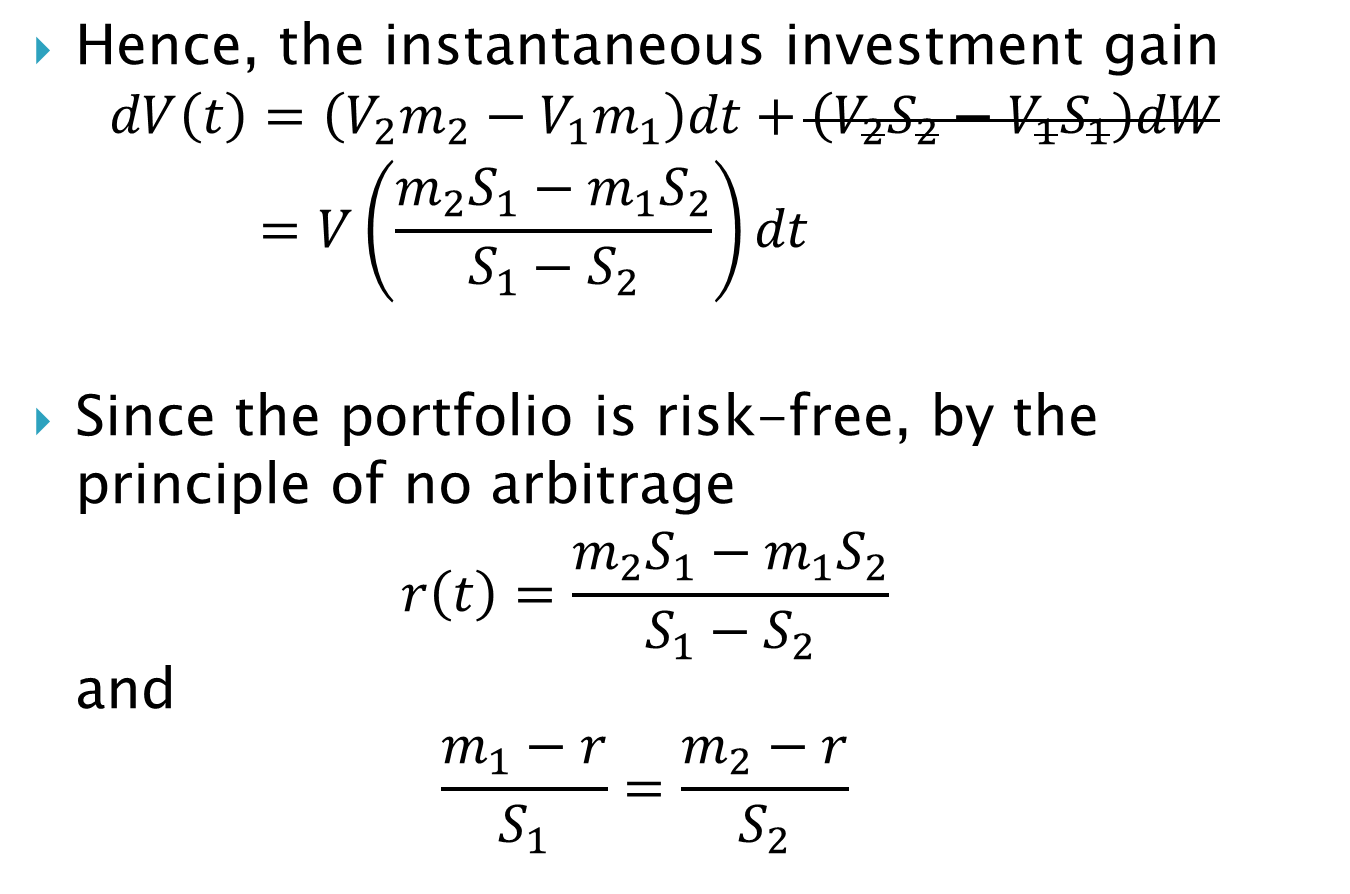 Hence, the instantaneous investment gain
dV(t) = (V₂m₂ − V₁m₁)dt + (V₂S₂ − V₁S₁)dW
= V((m₂S₁ − m₁S₂)/(S₁ − S₂)) dt
Since the portfolio is risk-free, by the
principle of no arbitrage
r(t) = (m₂S₁ − m₁S₂)/(S₁ − S₂)
and
(m₁ − r)/S₁ = (m₂ − r)/S₂